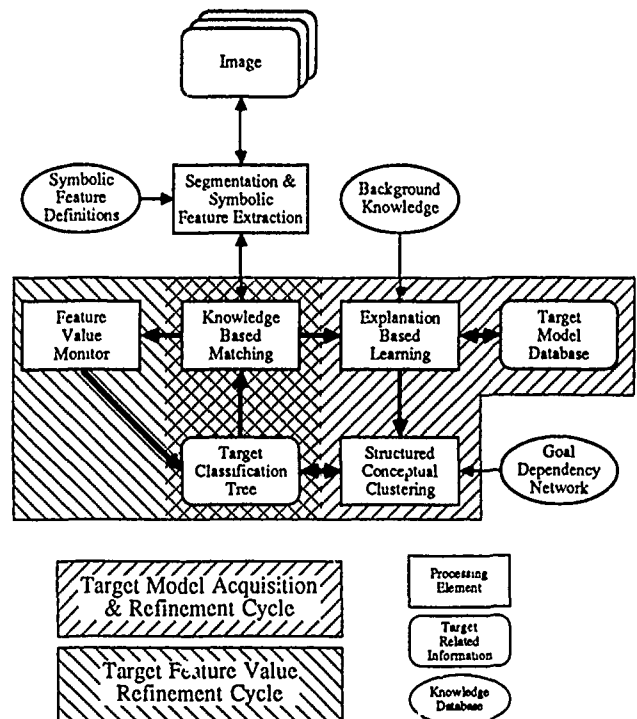 Image
Symbolic
Feature
Definitions
Segmentation &
Symbolic
Feature Extraction
Background
Knowledge
Feature
Value
Monitor
Knowledge
Based
Matching
Explanation
Based
Learning
Target
Model
Database
Target
Classification
Tree
Structured
Conceptual
Clustering
Goal
Dependency
Network
Target Model Acquisition
& Refinement Cycle
Processing
Element
Target
Related
Information
Target Feature Value
Refinement Cycle
Knowledge
Database